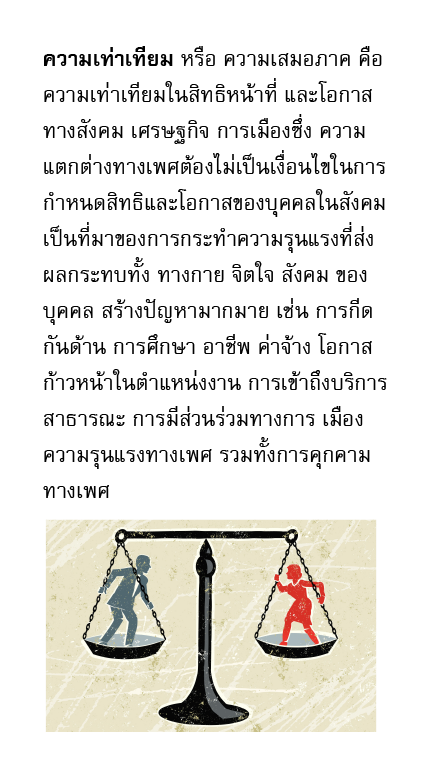 ความเท่าเทียม หรือ ความเสมอภาค คือ
ความเท่าเทียมในสิทธิหน้าที่ และโอกาส
ทางสังคม เศรษฐกิจ การเมืองซึ่ง ความ
แตกต่างทางเพศต้องไม่เป็นเงื่อนไขในการ
กำหนดสิทธิและโอกาสของบุคคลในสังคม
เป็นที่มาของการกระทำความรุนแรงที่ส่ง
ผลกระทบทั้ง ทางกาย จิตใจ สังคม ของ
บุคคล สร้างปัญหามากมาย เช่น การกีด
กันด้าน การศึกษา อาชีพ ค่าจ้าง โอกาส
ก้าวหน้าในตำแหน่งงาน การเข้าถึงบริการ
สาธารณะ การมีส่วนร่วมทางการ เมือง
ความรุนแรงทางเพศ รวมทั้งการคุกคาม
ทางเพศ